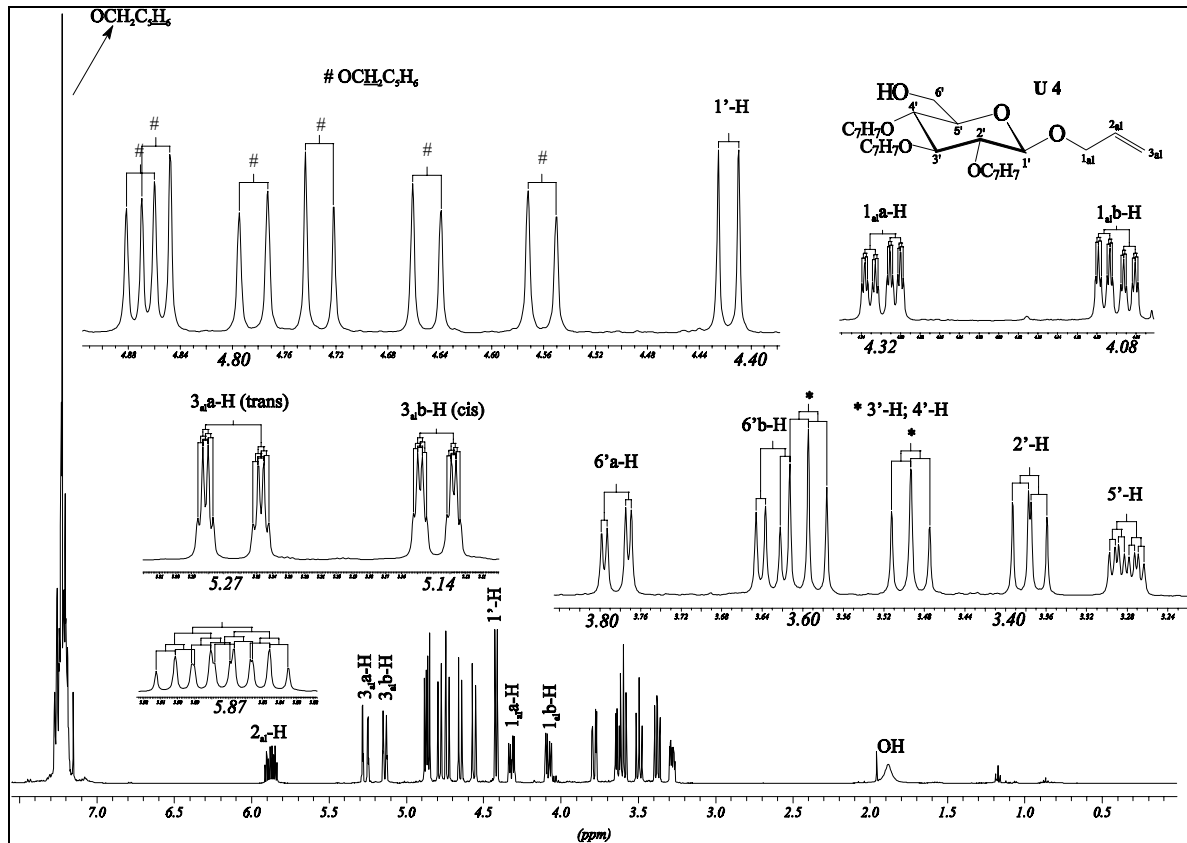 OCH2C5H6
# OCH2C5H6
# # # # # #
1'-H
4.88 4.84 4.80 4.76 4.72 4.68 4.64 4.60 4.56 4.52 4.48 4.44 4.40
U 4
HO 6'
4' 5' O 2al
C7H7O O
C7H7O 3' 2' 1' 1al 3al
OC7H7
1ala-H 1alb-H
4.32 4.08
3ala-H (trans) 3alb-H (cis)
5.27 5.14
6'a-H 6'b-H * * 3'-H; 4'-H * 2'-H 5'-H
3.80 3.76 3.72 3.68 3.64 3.60 3.56 3.52 3.48 3.44 3.40 3.36 3.32 3.28 3.24
5.87
2al-H 3ala-H 3alb-H 1'-H 1ala-H 1alb-H OH
7.0 6.5 6.0 5.5 5.0 4.5 4.0 3.5 3.0 2.5 2.0 1.5 1.0 0.5
(ppm)